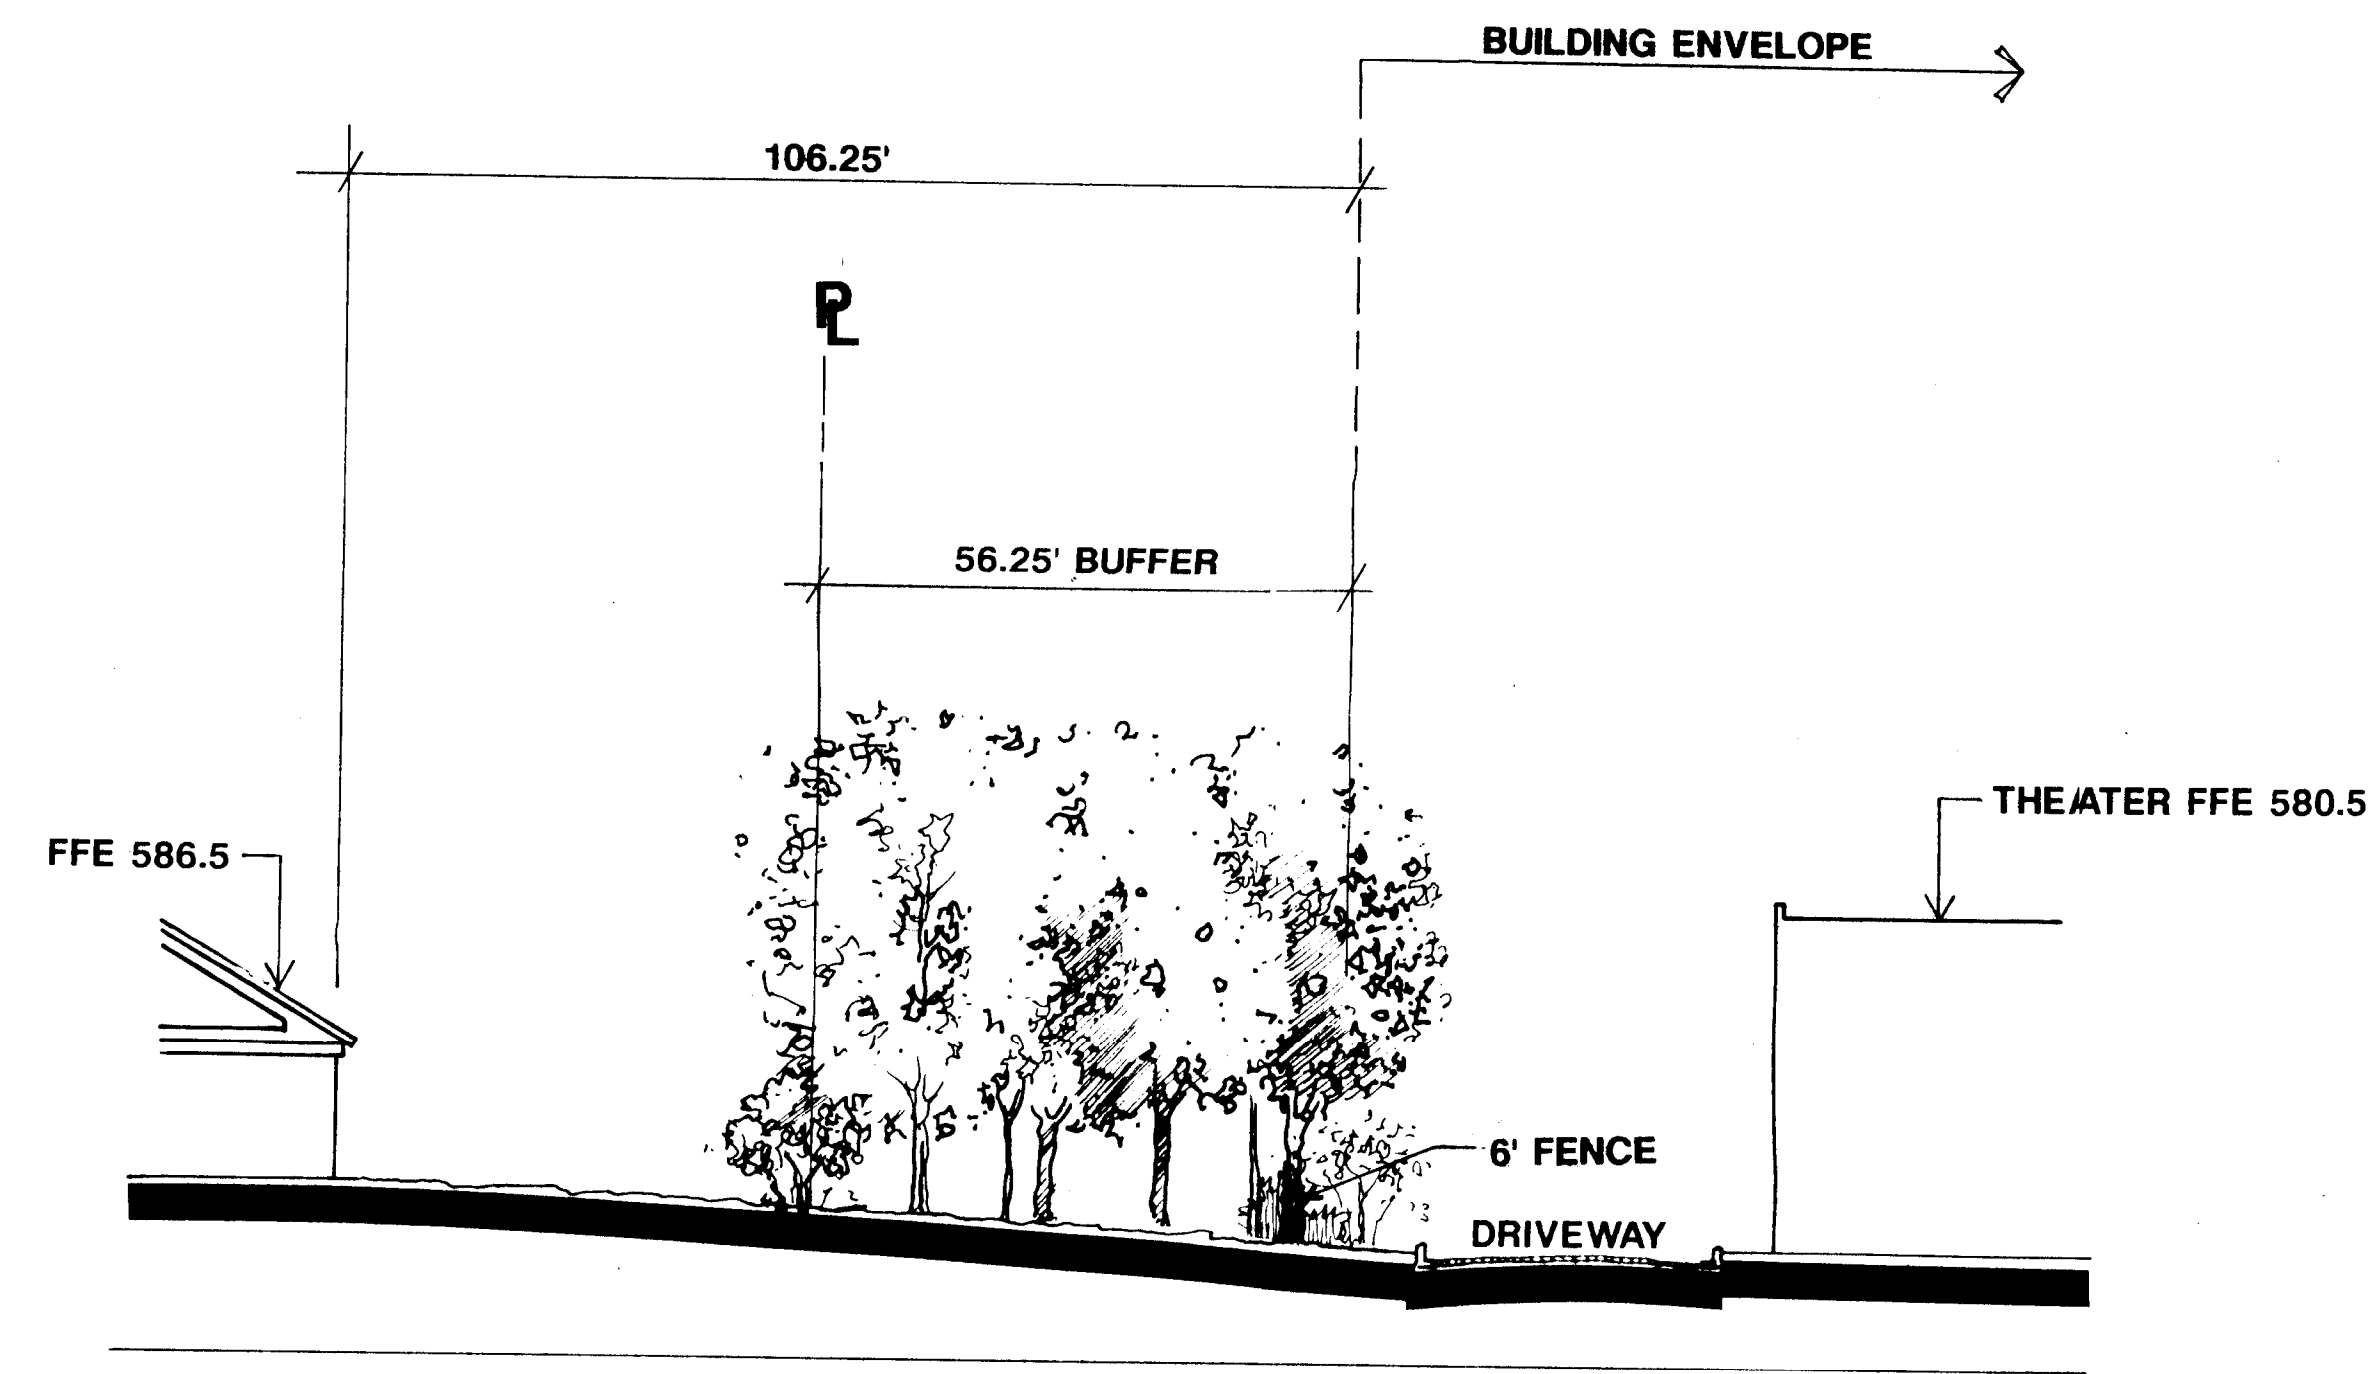 BUILDING ENVELOPE
106.25'
PL
56.25' BUFFER
THEATER FFE 580.5
FFE 586.5
6' FENCE
DRIVEWAY